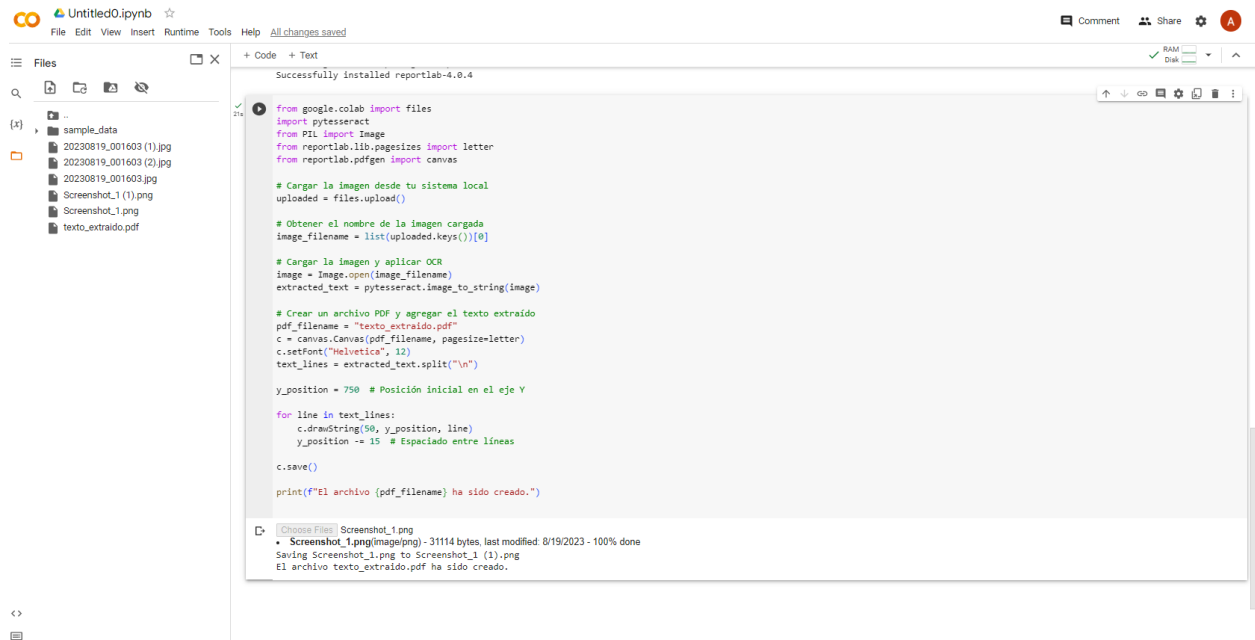 Untitled0.ipynb
File Edit View Insert Runtime Tools Help All changes saved
Comment Share A
Files
+ Code + Text
RAM
Disk
{x}
..
sample_data
20230819_001603 (1).jpg
20230819_001603 (2).jpg
20230819_001603.jpg
Screenshot_1 (1).png
Screenshot_1.png
texto_extraido.pdf
Successfully installed reportlab-4.0.4
21s
from google.colab import files
import pytesseract
from PIL import Image
from reportlab.lib.pagesizes import letter
from reportlab.pdfgen import canvas
# Cargar la imagen desde tu sistema local
uploaded = files.upload()
# Obtener el nombre de la imagen cargada
image_filename = list(uploaded.keys())[0]
# Cargar la imagen y aplicar OCR
image = Image.open(image_filename)
extracted_text = pytesseract.image_to_string(image)
# Crear un archivo PDF y agregar el texto extraído
pdf_filename = "texto_extraido.pdf"
c = canvas.Canvas(pdf_filename, pagesize=letter)
c.setFont("Helvetica", 12)
text_lines = extracted_text.split("\n")
y_position = 750  # Posición inicial en el eje Y
for line in text_lines:
    c.drawString(50, y_position, line)
    y_position -= 15  # Espaciado entre líneas
c.save()
print(f"El archivo {pdf_filename} ha sido creado.")
Choose Files Screenshot_1.png
• Screenshot_1.png(image/png) - 31114 bytes, last modified: 8/19/2023 - 100% done
Saving Screenshot_1.png to Screenshot_1 (1).png
El archivo texto_extraido.pdf ha sido creado.